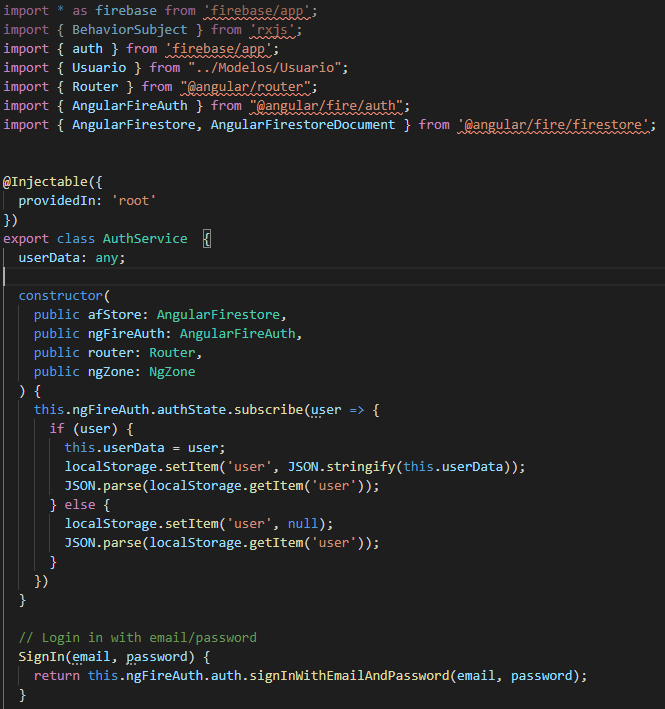 import * as firebase from 'firebase/app';
import { BehaviorSubject } from 'rxjs';
import { auth } from 'firebase/app';
import { Usuario } from "../Modelos/Usuario";
import { Router } from "@angular/router";
import { AngularFireAuth } from "@angular/fire/auth";
import { AngularFirestore, AngularFirestoreDocument } from '@angular/fire/firestore';
@Injectable({
  providedIn: 'root'
})
export class AuthService  {
  userData: any;
  constructor(
    public afStore: AngularFirestore,
    public ngFireAuth: AngularFireAuth,
    public router: Router,
    public ngZone: NgZone
  ) {
    this.ngFireAuth.authState.subscribe(user => {
      if (user) {
        this.userData = user;
        localStorage.setItem('user', JSON.stringify(this.userData));
        JSON.parse(localStorage.getItem('user'));
      } else {
        localStorage.setItem('user', null);
        JSON.parse(localStorage.getItem('user'));
      }
    })
  }
  // Login in with email/password
  SignIn(email, password) {
    return this.ngFireAuth.auth.signInWithEmailAndPassword(email, password);
  }